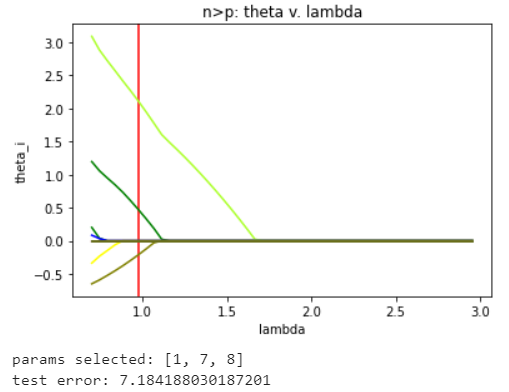 n>p: theta v. lambda
3.0
2.5
2.0
1.5
1.0
0.5
0.0
−0.5
theta_i
1.0 1.5 2.0 2.5 3.0
lambda
params selected: [1, 7, 8]
test error: 7.184188030187201